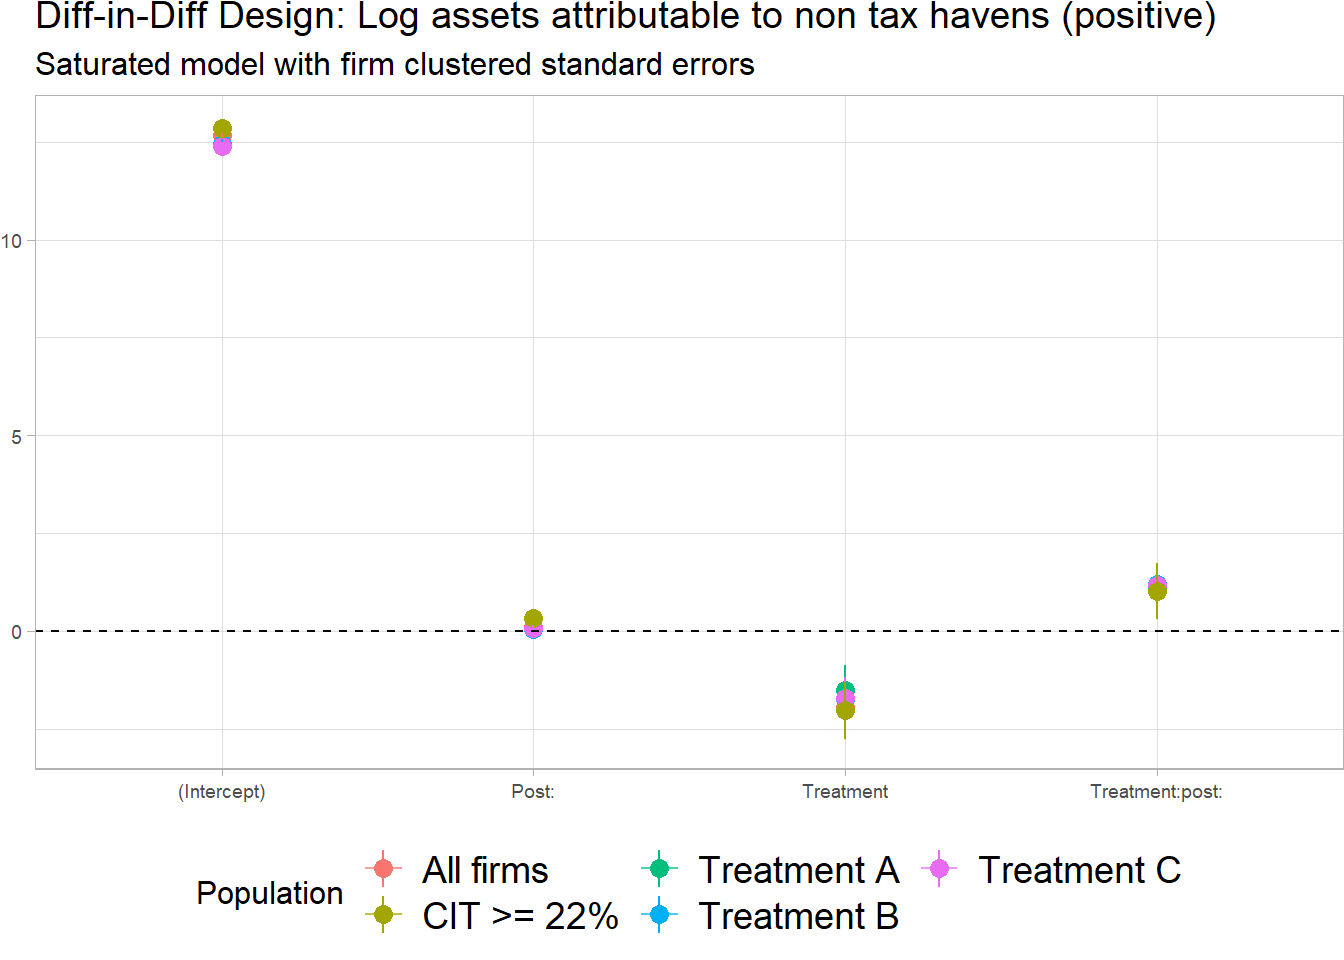 Diff-in-Diff Design: Log assets attributable to non tax havens (positive)
Saturated model with firm clustered standard errors
10
5
0
(Intercept)
Post:
Treatment
Treatment:post:
Population
All firms
Treatment A
Treatment C
CIT >= 22%
Treatment B